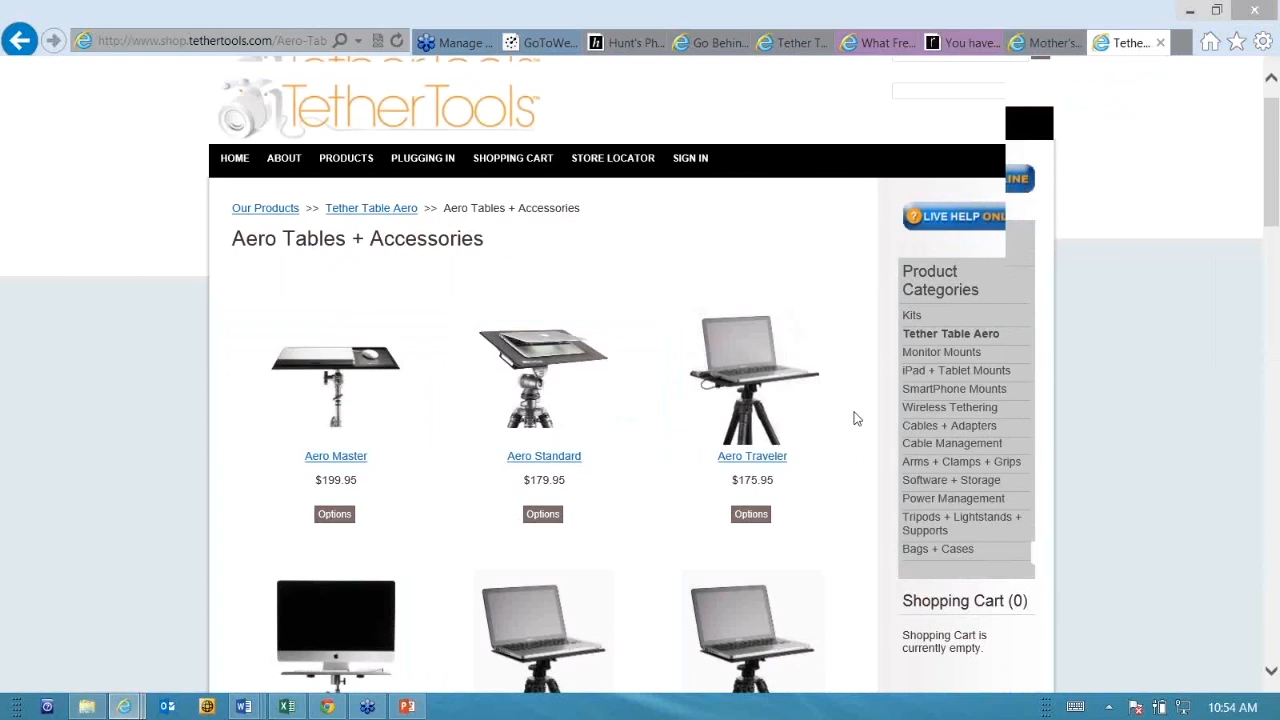 http://www.shop.tethertools.com/Aero-Tab
Manage...
GoToWe...
h Hunt's Ph...
Go Behin...
Tether T...
What Fire...
Mother's...
Tethe...
TetherTools™
HOME ABOUT PRODUCTS PLUGGING IN SHOPPING CART STORE LOCATOR SIGN IN
Our Products >> Tether Table Aero >> Aero Tables + Accessories
Aero Tables + Accessories
INE
? LIVE HELP ONL
Product
Categories
Kits
Tether Table Aero
Monitor Mounts
iPad + Tablet Mounts
SmartPhone Mounts
Wireless Tethering
Cables + Adapters
Cable Management
Arms + Clamps + Grips
Software + Storage
Power Management
Tripods + Lightstands +
Supports
Bags + Cases
Shopping Cart (0)
Shopping Cart is
currently empty.
Aero Master
Aero Standard
Aero Traveler
$199.95
$179.95
$175.95
Options
Options
Options
10:54 AM